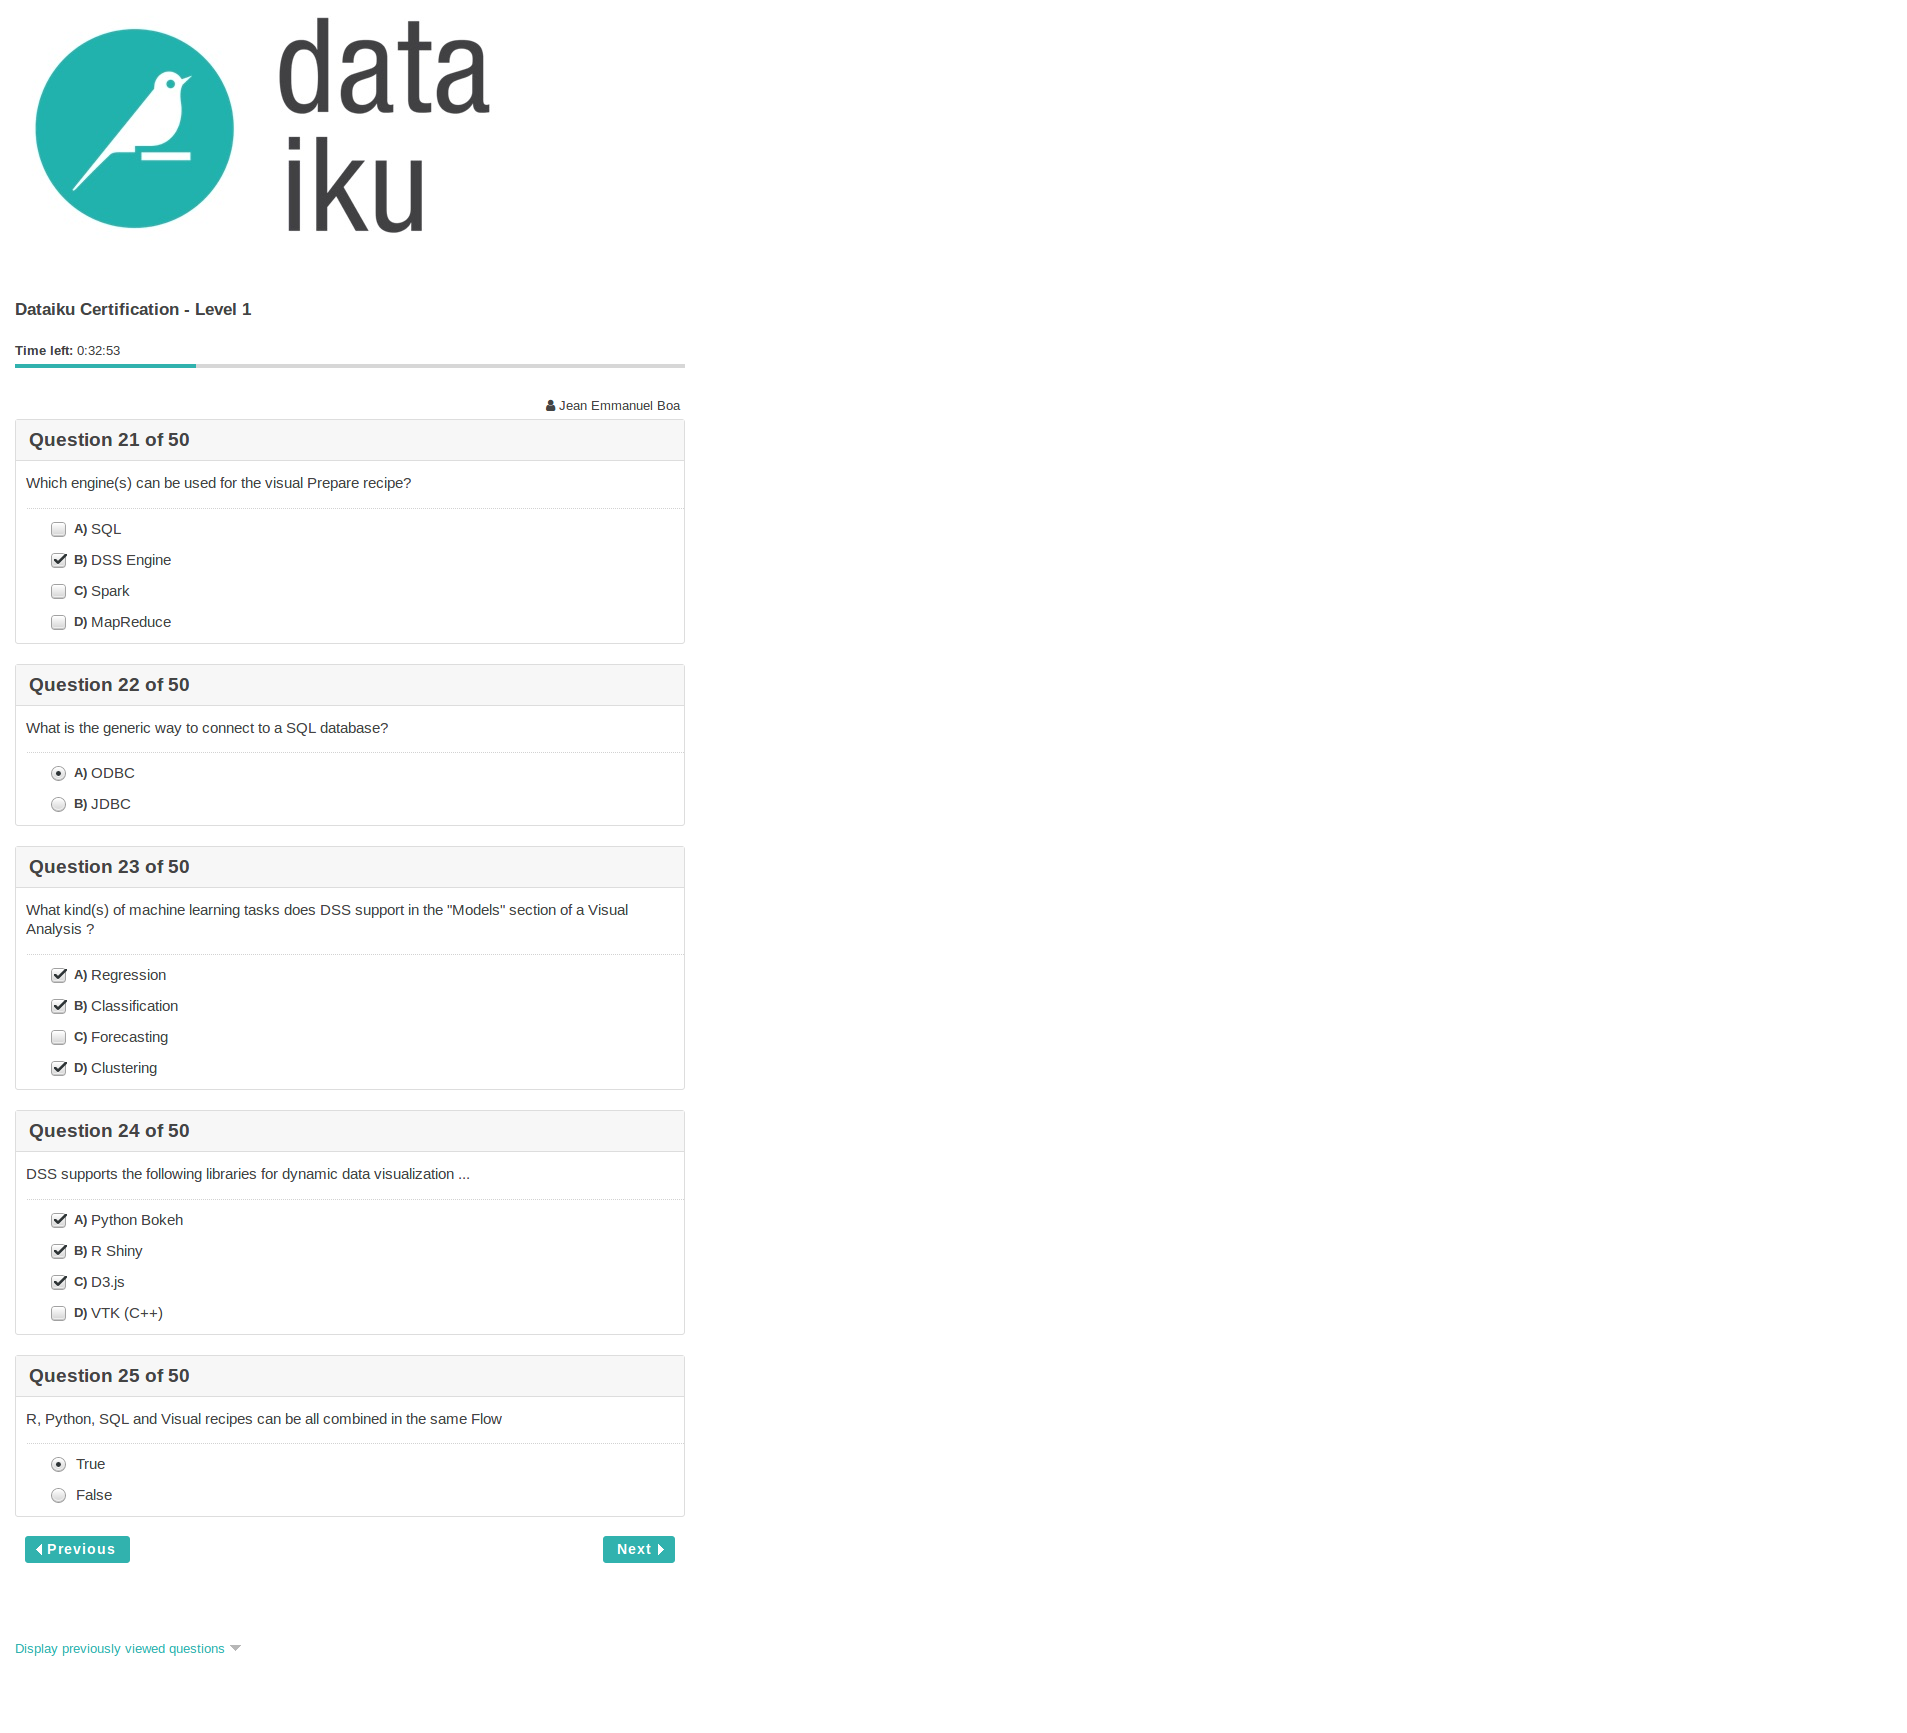 data
iku
Dataiku Certification - Level 1
Time left: 0:32:53
Jean Emmanuel Boa
Question 21 of 50
Which engine(s) can be used for the visual Prepare recipe?
A) SQL
B) DSS Engine
C) Spark
D) MapReduce
Question 22 of 50
What is the generic way to connect to a SQL database?
A) ODBC
B) JDBC
Question 23 of 50
What kind(s) of machine learning tasks does DSS support in the "Models" section of a Visual
Analysis ?
A) Regression
B) Classification
C) Forecasting
D) Clustering
Question 24 of 50
DSS supports the following libraries for dynamic data visualization ...
A) Python Bokeh
B) R Shiny
C) D3.js
D) VTK (C++)
Question 25 of 50
R, Python, SQL and Visual recipes can be all combined in the same Flow
True
False
Previous
Next
Display previously viewed questions